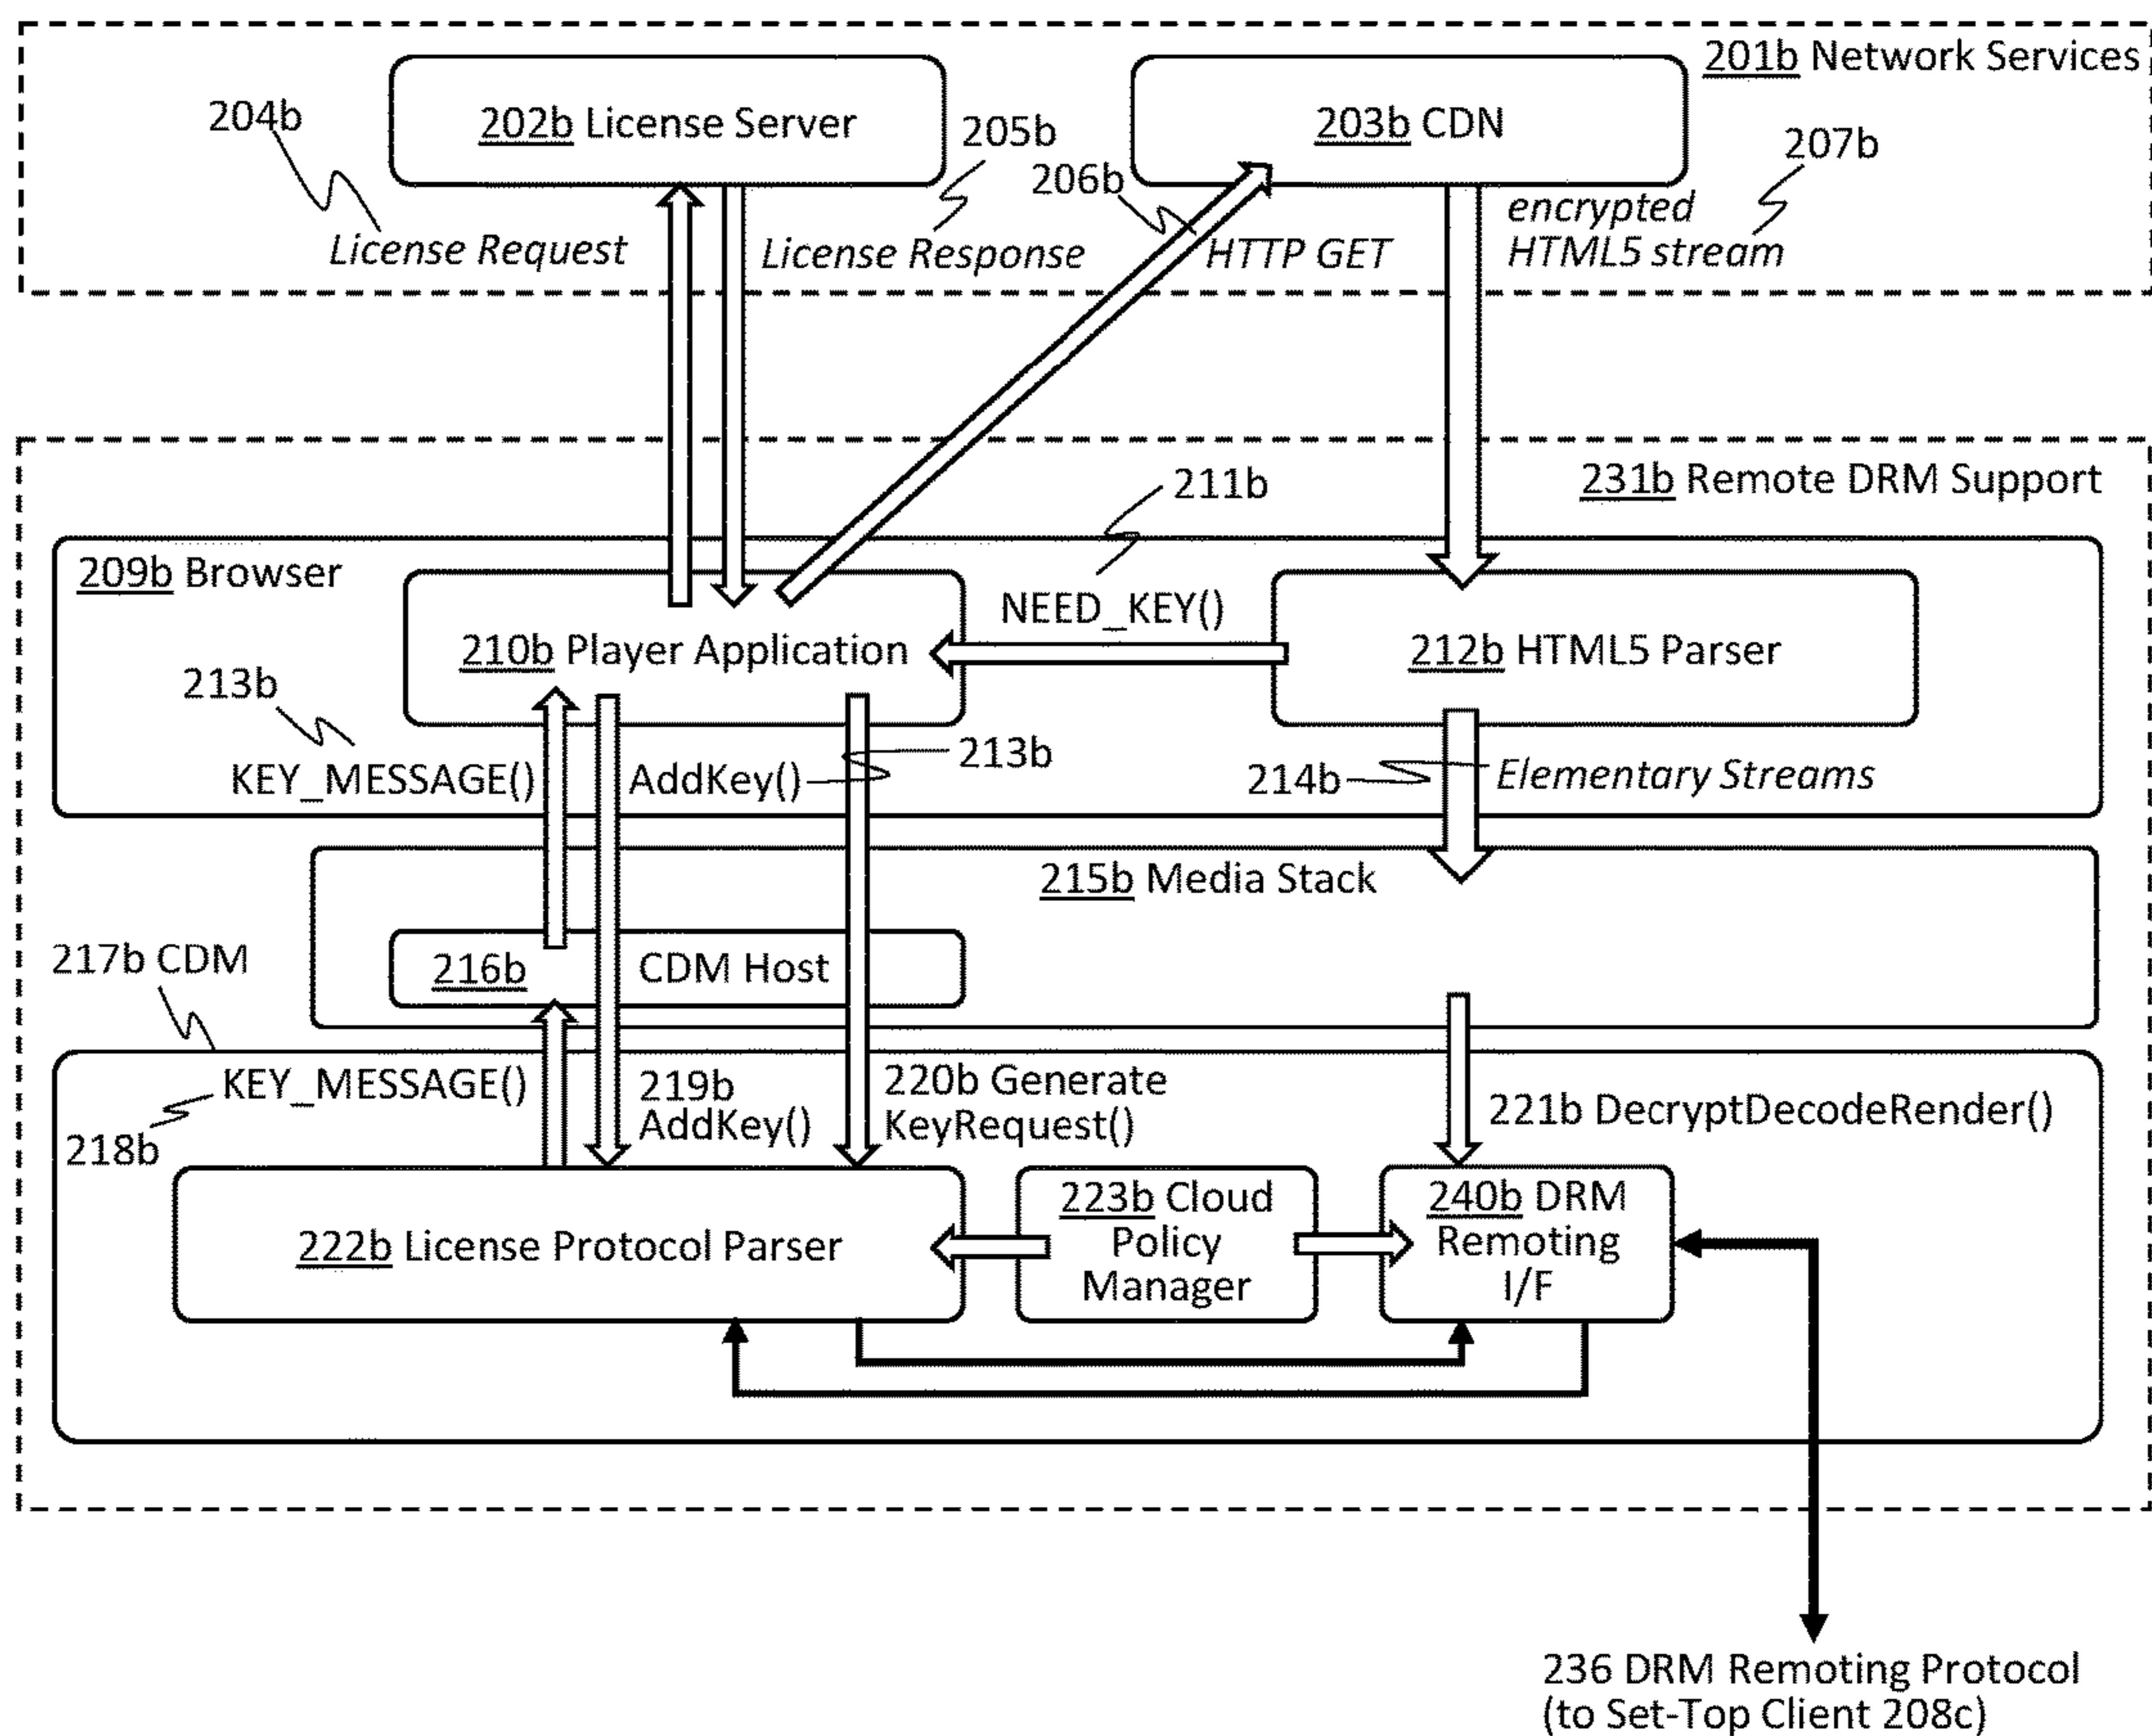 201b Network Services
202b License Server
203b CDN
204b
205b
206b
207b
License Request
License Response
HTTP GET
encrypted
HTML5 stream
231b Remote DRM Support
211b
209b Browser
NEED_KEY()
210b Player Application
212b HTML5 Parser
213b
213b
KEY_MESSAGE()
AddKey()
214b
Elementary Streams
215b Media Stack
217b CDM
216b
CDM Host
KEY_MESSAGE()
218b
219b
AddKey()
220b Generate
KeyRequest()
221b DecryptDecodeRender()
222b License Protocol Parser
223b Cloud
Policy
Manager
240b DRM
Remoting
I/F
236 DRM Remoting Protocol
(to Set-Top Client 208c)